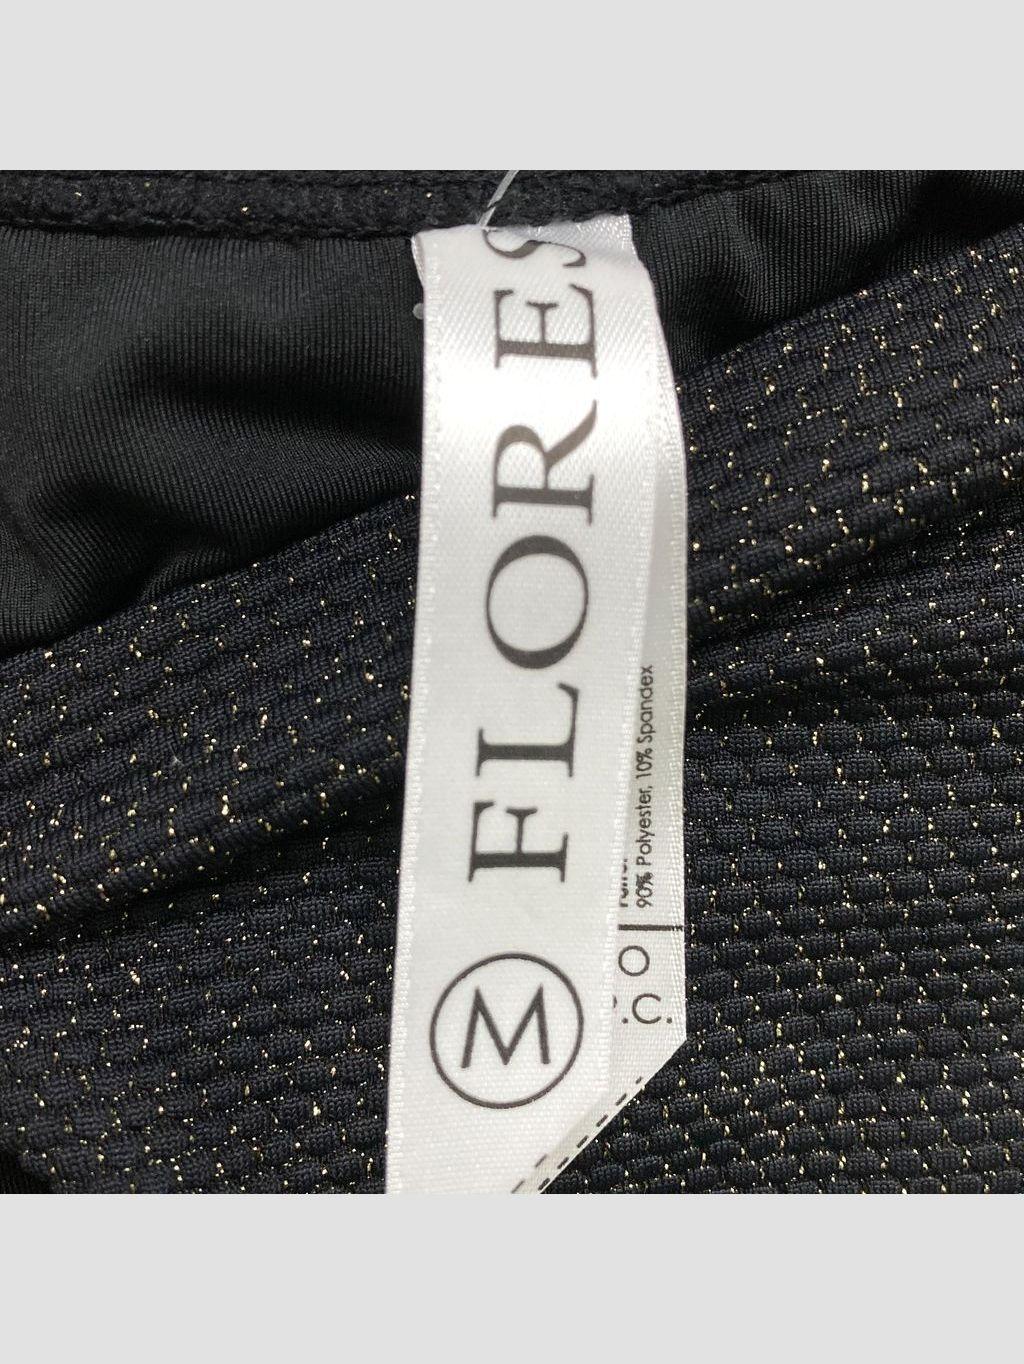 FLORES
M
90% Polyester, 10% Spandex
O
.C.